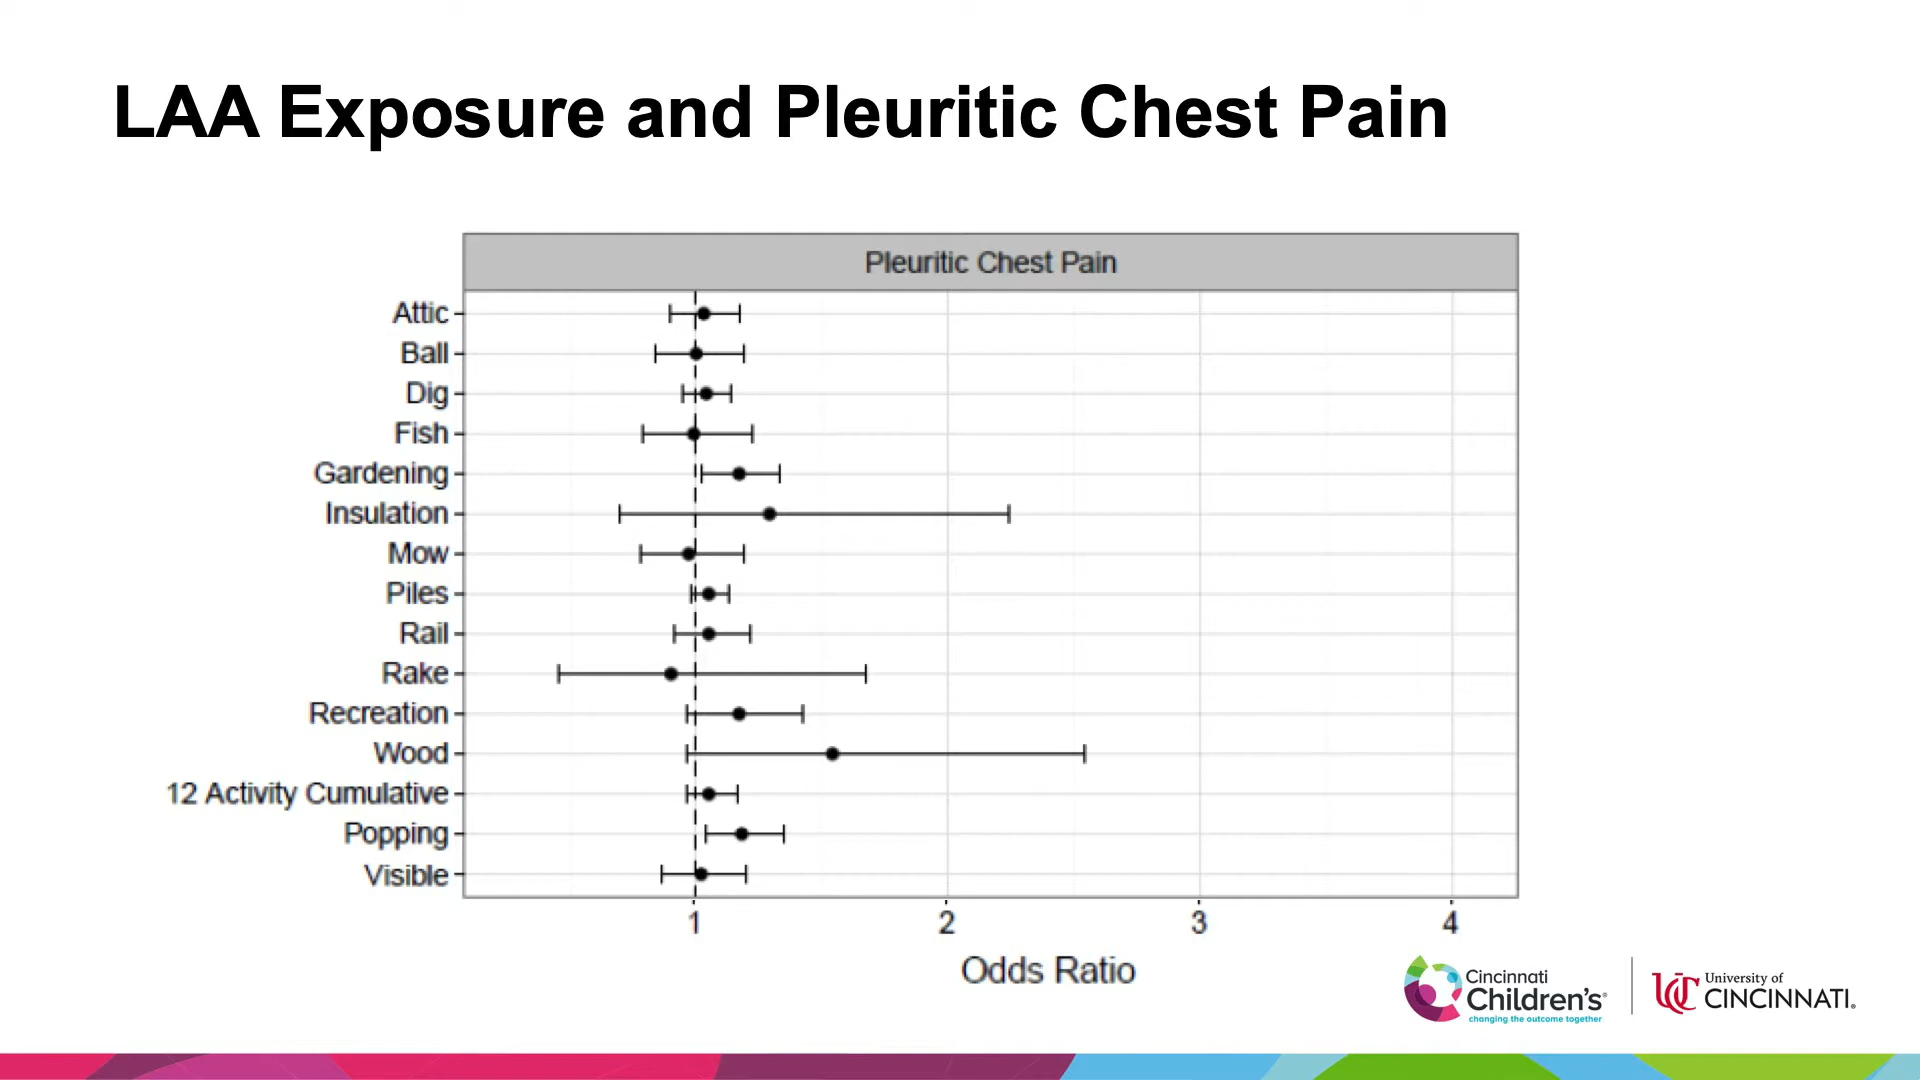 LAA Exposure and Pleuritic Chest Pain
Pleuritic Chest Pain
Attic
Ball
Dig
Fish
Gardening
Insulation
Mow
Piles
Rail
Rake
Recreation
Wood
12 Activity Cumulative
Popping
Visible
1 2 3 4
Odds Ratio
Cincinnati
Children's®
changing the outcome together
UC
University of
CINCINNATI.